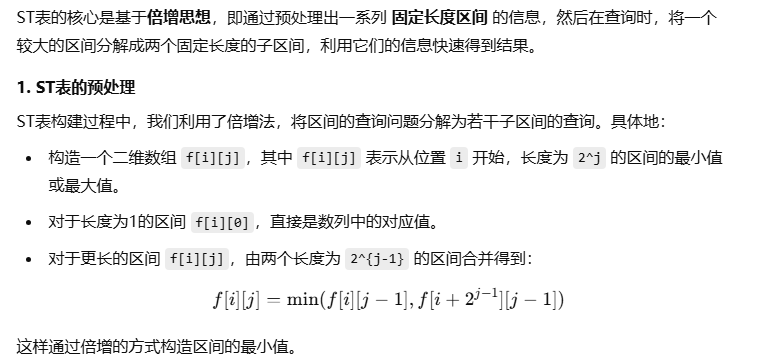 ST表的核心是基于倍增思想，即通过预处理出一系列 固定长度区间 的信息，然后在查询时，将一个
较大的区间分解成两个固定长度的子区间，利用它们的信息快速得到结果。
1. ST表的预处理
ST表构建过程中，我们利用了倍增法，将区间的查询问题分解为若干子区间的查询。具体地：
• 构造一个二维数组 f[i][j]，其中 f[i][j] 表示从位置 i 开始，长度为 2^j 的区间的最小值
或最大值。
• 对于长度为1的区间 f[i][0]，直接是数列中的对应值。
• 对于更长的区间 f[i][j]，由两个长度为 2^{j-1} 的区间合并得到：
f[i][j] = min(f[i][j − 1], f[i + 2^{j−1}][j − 1])
这样通过倍增的方式构造区间的最小值。